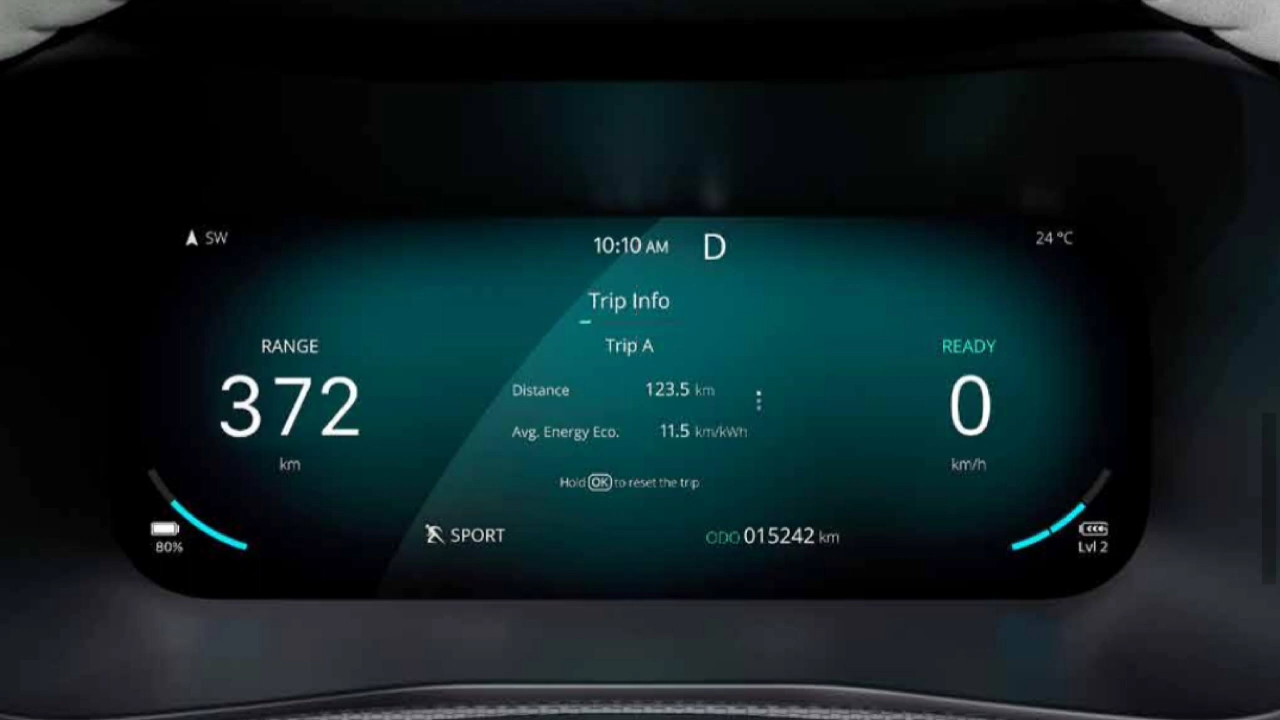 SW
10:10 AM D
24 °C
Trip Info
RANGE
372
km
Trip A
Distance 123.5 km
Avg. Energy Eco. 11.5 km/kWh
Hold OK to reset the trip
READY
0
km/h
80%
SPORT
ODO 015242 km
Lvl 2